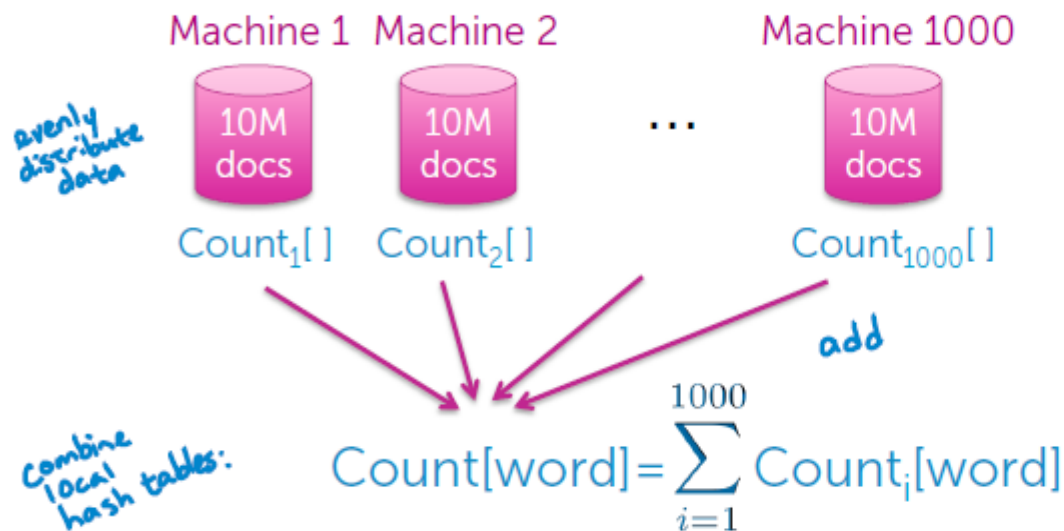 Machine 1 Machine 2 Machine 1000
evenly
distribute
data
10M
docs
10M
docs
...
10M
docs
Count₁[ ] Count₂[ ] Count₁₀₀₀[ ]
add
combine
local
hash tables:
Count[word] = ∑_{i=1}^{1000} Countᵢ[word]